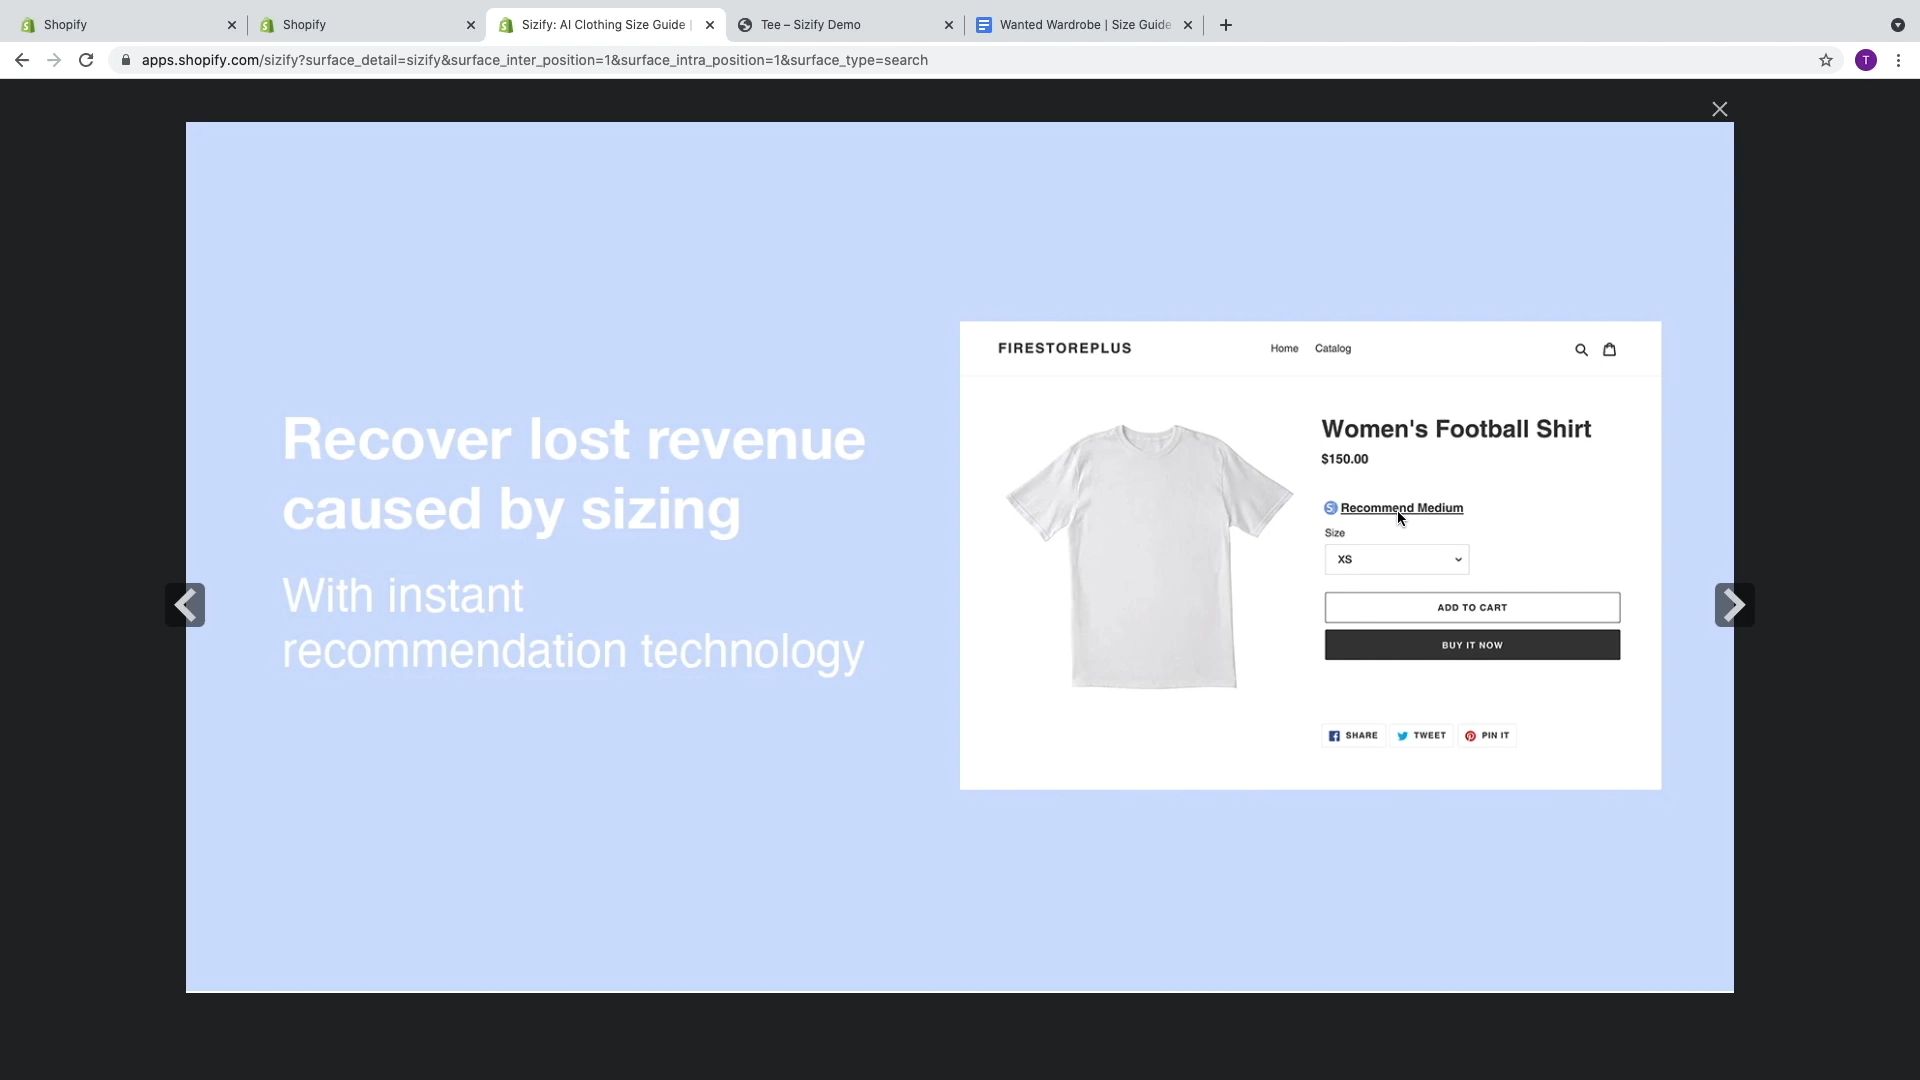 Shopify
Shopify
Sizify: AI Clothing Size Guide |
Tee – Sizify Demo
Wanted Wardrobe | Size Guide
apps.shopify.com/sizify?surface_detail=sizify&surface_inter_position=1&surface_intra_position=1&surface_type=search
T
Recover lost revenue
caused by sizing
With instant
recommendation technology
FIRESTOREPLUS
Home
Catalog
Women's Football Shirt
$150.00
S
Recommend Medium
Size
XS
ADD TO CART
BUY IT NOW
SHARE
TWEET
PIN IT